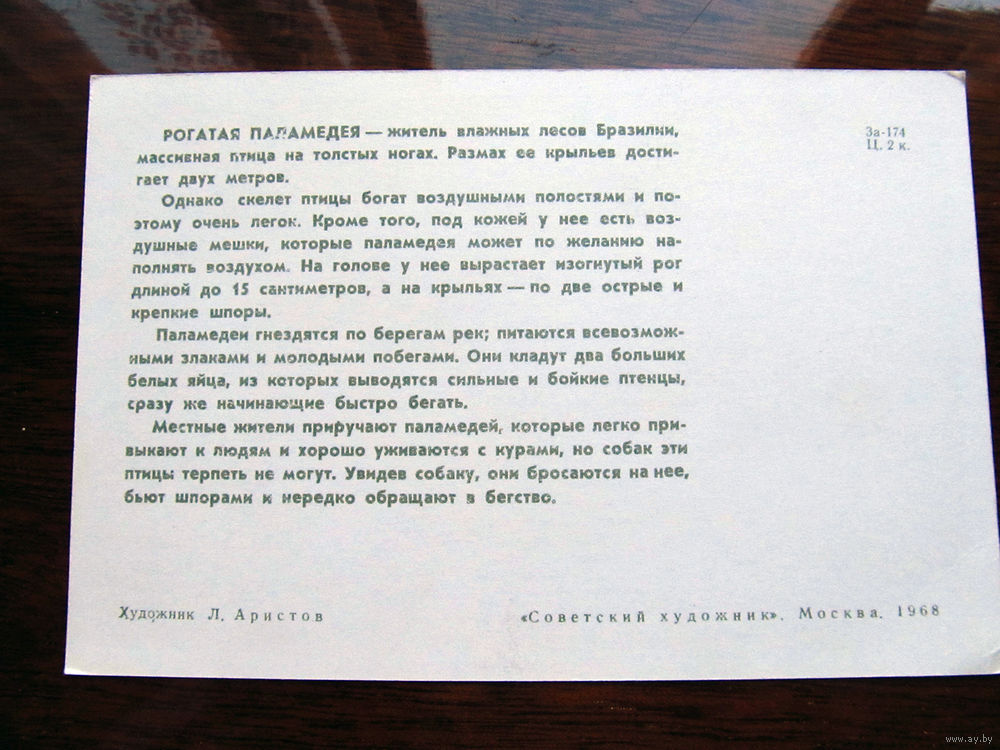 РОГАТАЯ ПАЛАМЕДЕЯ — житель влажных лесов Бразилии,
массивная птица на толстых ногах. Размах ее крыльев дости-
гает двух метров.
Однако скелет птицы богат воздушными полостями и по-
этому очень легок. Кроме того, под кожей у нее есть воз-
душные мешки, которые паламедея может по желанию на-
полнять воздухом. На голове у нее вырастает изогнутый рог
длиной до 15 сантиметров, а на крыльях — по две острые и
крепкие шпоры.
Паламедеи гнездятся по берегам рек; питаются всевозмож-
ными злаками и молодыми побегами. Они кладут два больших
белых яйца, из которых выводятся сильные и бойкие птенцы,
сразу же начинающие быстро бегать.
Местные жители приручают паламедей, которые легко при-
выкают к людям и хорошо уживаются с курами, но собак эти
птицы терпеть не могут. Увидев собаку, они бросаются на нее,
бьют шпорами и нередко обращают в бегство.
За-174
Ц. 2 к.
Художник Л. Аристов
«Советский художник». Москва. 1968
www.ay.by